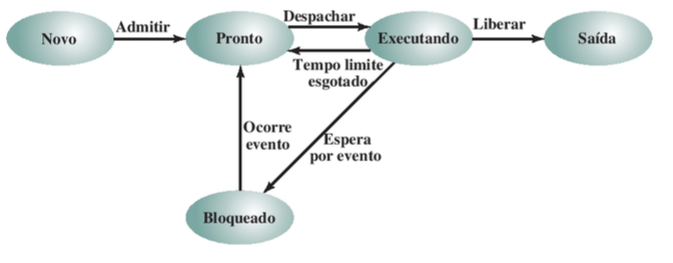 Novo
Admitir
Pronto
Despachar
Executando
Liberar
Saída
Tempo limite
esgotado
Ocorre
evento
Espera
por evento
Bloqueado